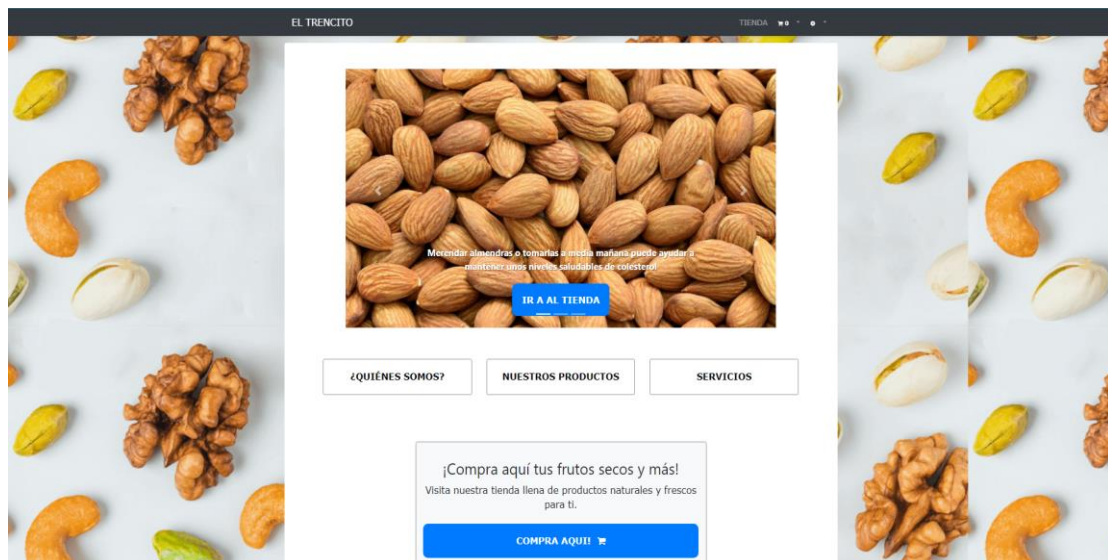 EL TRENCITO
TIENDA 0 0
Merendar almendras o tomarlas a media mañana puede ayudar a
mantener unos niveles saludables de colesterol
IR A AL TIENDA
¿QUIÉNES SOMOS?
NUESTROS PRODUCTOS
SERVICIOS
¡Compra aquí tus frutos secos y más!
Visita nuestra tienda llena de productos naturales y frescos
para ti.
COMPRA AQUI!